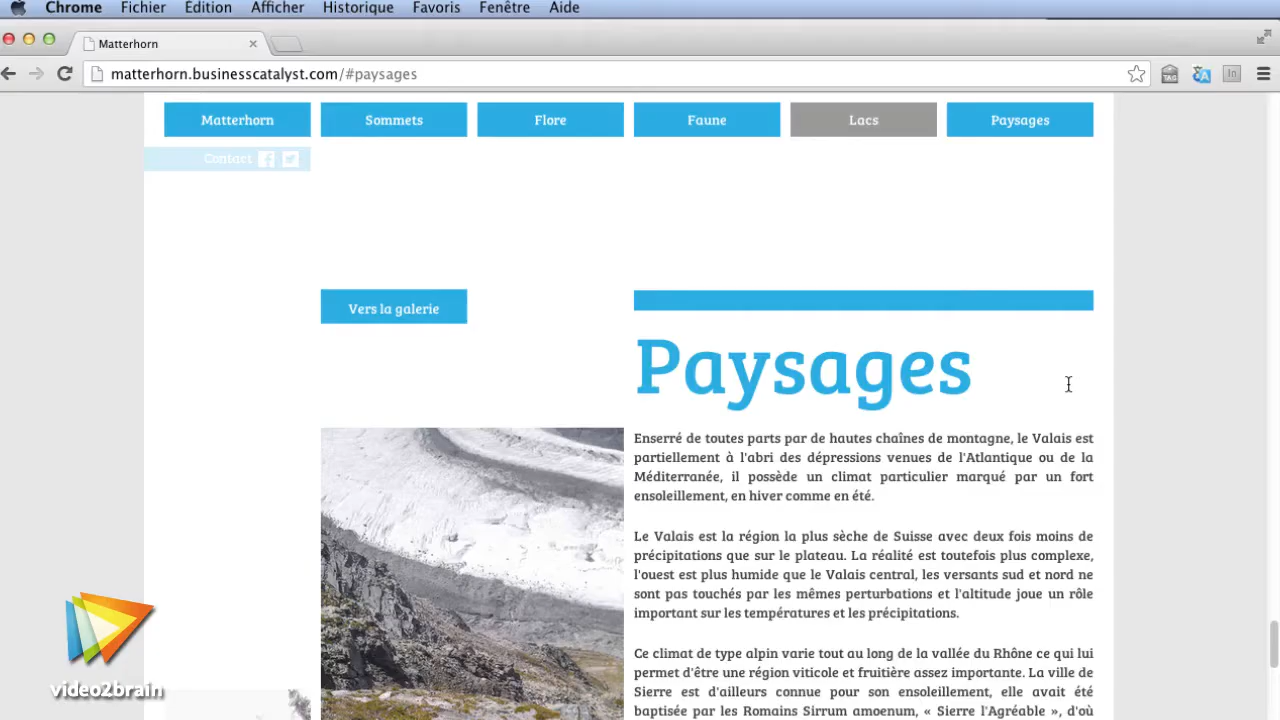 Chrome Fichier Édition Afficher Historique Favoris Fenêtre Aide
Matterhorn
matterhorn.businesscatalyst.com/#paysages
TAG
In
Matterhorn Sommets Flore Faune Lacs Paysages
Contact
Vers la galerie
Paysages
Enserré de toutes parts par de hautes chaînes de montagne, le Valais est
partiellement à l'abri des dépressions venues de l'Atlantique ou de la
Méditerranée, il possède un climat particulier marqué par un fort
ensoleillement, en hiver comme en été.
Le Valais est la région la plus sèche de Suisse avec deux fois moins de
précipitations que sur le plateau. La réalité est toutefois plus complexe,
l'ouest est plus humide que le Valais central, les versants sud et nord ne
sont pas touchés par les mêmes perturbations et l'altitude joue un rôle
important sur les températures et les précipitations.
Ce climat de type alpin varie tout au long de la vallée du Rhône ce qui lui
permet d'être une région viticole et fruitière assez importante. La ville de
Sierre est d'ailleurs connue pour son ensoleillement, elle avait été
baptisée par les Romains Sirrum amoenum, « Sierre l'Agréable », d'où
video2brain